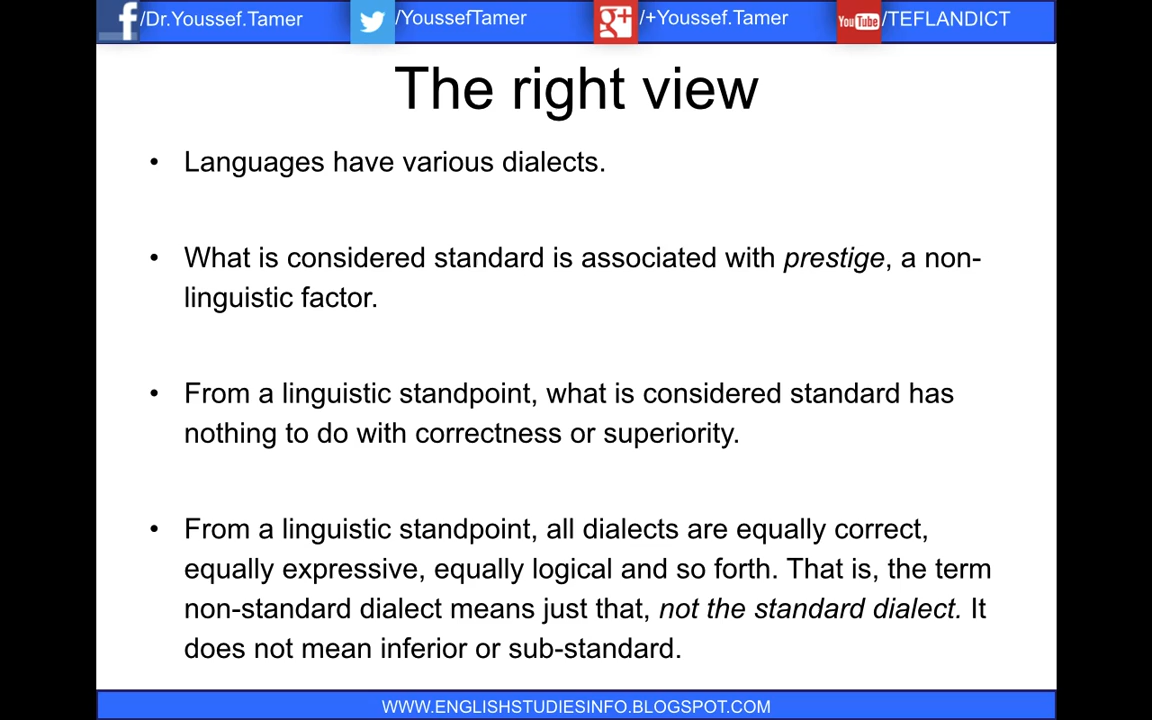 /Dr.Youssef.Tamer /YoussefTamer /+Youssef.Tamer You Tube /TEFLANDICT
The right view
• Languages have various dialects.
• What is considered standard is associated with prestige, a non-
linguistic factor.
• From a linguistic standpoint, what is considered standard has
nothing to do with correctness or superiority.
• From a linguistic standpoint, all dialects are equally correct,
equally expressive, equally logical and so forth. That is, the term
non-standard dialect means just that, not the standard dialect. It
does not mean inferior or sub-standard.
WWW.ENGLISHSTUDIESINFO.BLOGSPOT.COM